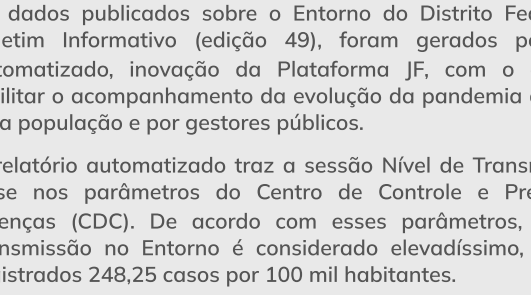 dados publicados sobre o Entorno do Distrito Fe
etim Informativo (edição 49), foram gerados p
tomatizado, inovação da Plataforma JF, com o
ilitar o acompanhamento da evolução da pandemia
a população e por gestores públicos.
relatório automatizado traz a sessão Nível de Trans
se nos parâmetros do Centro de Controle e Pre
enças (CDC). De acordo com esses parâmetros,
nsmissão no Entorno é considerado elevadíssimo,
istrados 248,25 casos por 100 mil habitantes.